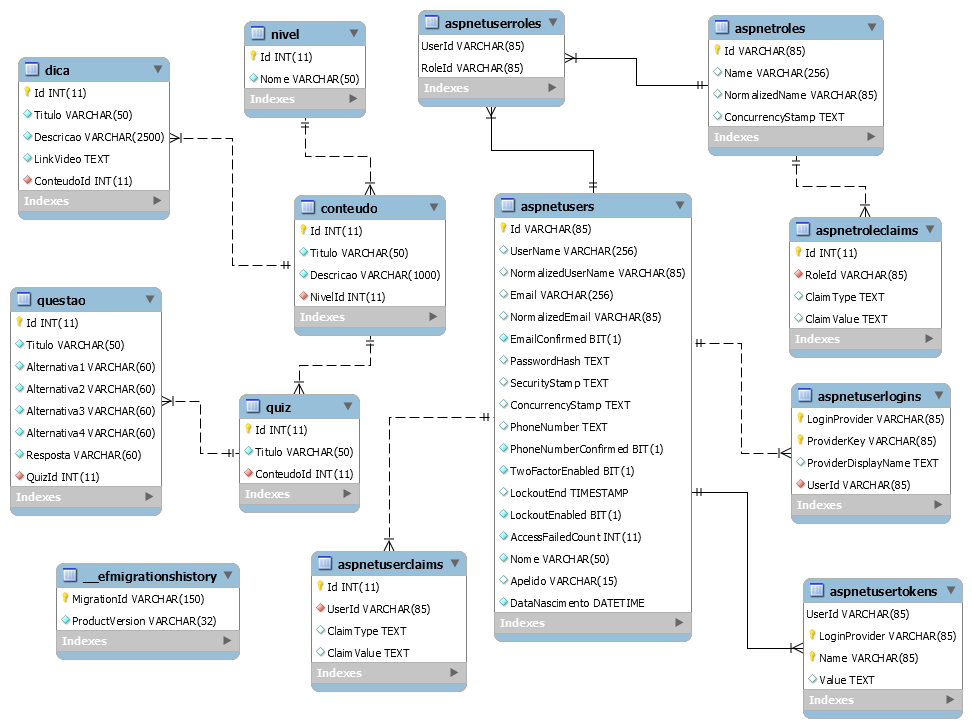 dica
Id INT(11)
Titulo VARCHAR(50)
Descricao VARCHAR(2500)
LinkVideo TEXT
ConteudoId INT(11)
Indexes
nivel
Id INT(11)
Nome VARCHAR(50)
Indexes
aspnetuserroles
UserId VARCHAR(85)
RoleId VARCHAR(85)
Indexes
aspnetroles
Id VARCHAR(85)
Name VARCHAR(256)
NormalizedName VARCHAR(85)
ConcurrencyStamp TEXT
Indexes
conteudo
Id INT(11)
Titulo VARCHAR(50)
Descricao VARCHAR(1000)
NivelId INT(11)
Indexes
aspnetusers
Id VARCHAR(85)
UserName VARCHAR(256)
NormalizedUserName VARCHAR(85)
Email VARCHAR(256)
NormalizedEmail VARCHAR(85)
EmailConfirmed BIT(1)
PasswordHash TEXT
SecurityStamp TEXT
ConcurrencyStamp TEXT
PhoneNumber TEXT
PhoneNumberConfirmed BIT(1)
TwoFactorEnabled BIT(1)
LockoutEnd TIMESTAMP
LockoutEnabled BIT(1)
AccessFailedCount INT(11)
Nome VARCHAR(50)
Apelido VARCHAR(15)
DataNascimento DATETIME
Indexes
aspnetroleclaims
Id INT(11)
RoleId VARCHAR(85)
ClaimType TEXT
ClaimValue TEXT
Indexes
questao
Id INT(11)
Titulo VARCHAR(50)
Alternativa1 VARCHAR(60)
Alternativa2 VARCHAR(60)
Alternativa3 VARCHAR(60)
Alternativa4 VARCHAR(60)
Resposta VARCHAR(60)
QuizId INT(11)
Indexes
quiz
Id INT(11)
Titulo VARCHAR(50)
ConteudoId INT(11)
Indexes
aspnetuserlogins
LoginProvider VARCHAR(85)
ProviderKey VARCHAR(85)
ProviderDisplayName TEXT
UserId VARCHAR(85)
Indexes
__efmigrationshistory
MigrationId VARCHAR(150)
ProductVersion VARCHAR(32)
Indexes
aspnetuserclaims
Id INT(11)
UserId VARCHAR(85)
ClaimType TEXT
ClaimValue TEXT
Indexes
aspnetusertokens
UserId VARCHAR(85)
LoginProvider VARCHAR(85)
Name VARCHAR(85)
Value TEXT
Indexes